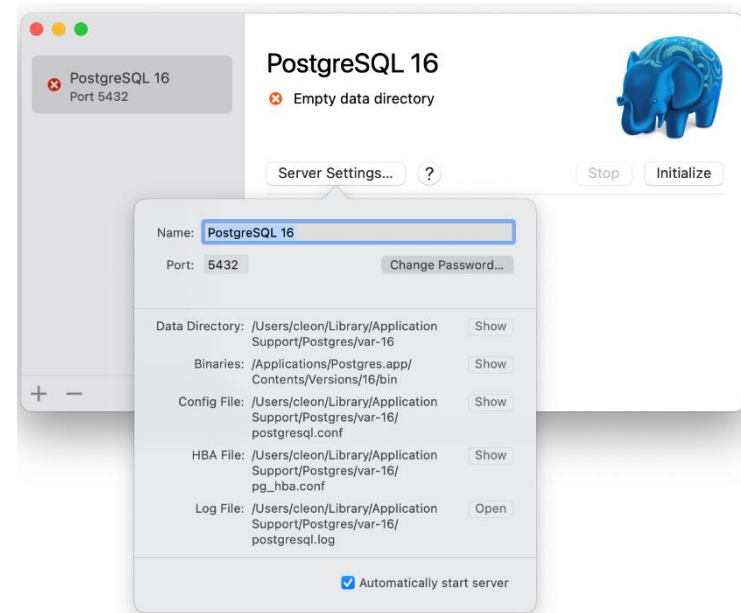 PostgreSQL 16
Port 5432
PostgreSQL 16
Empty data directory
Server Settings...
?
Stop
Initialize
Name: PostgreSQL 16
Port: 5432
Change Password...
Data Directory: /Users/cleon/Library/Application
Support/Postgres/var-16
Show
Binaries: /Applications/Postgres.app/
Contents/Versions/16/bin
Show
Config File: /Users/cleon/Library/Application
Support/Postgres/var-16/
postgresql.conf
Show
HBA File: /Users/cleon/Library/Application
Support/Postgres/var-16/
pg_hba.conf
Show
Log File: /Users/cleon/Library/Application
Support/Postgres/var-16/
postgresql.log
Open
Automatically start server